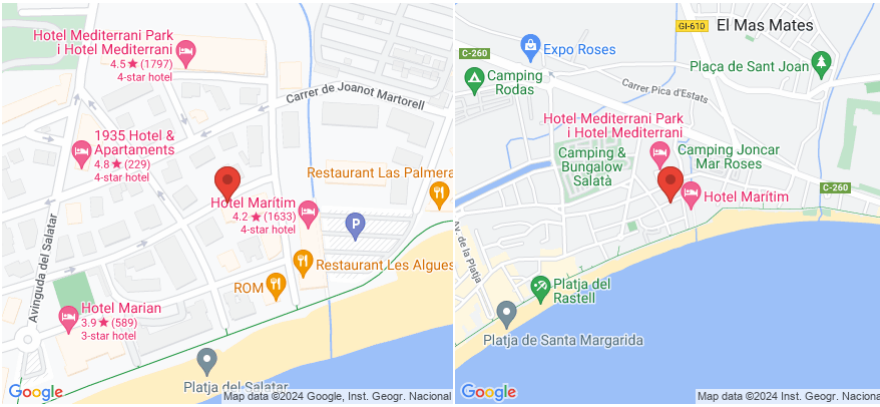 Hotel Mediterrani Park
i Hotel Mediterrani
4.5★(1797)
4-star hotel
Carrer de Joanot Martorell
1935 Hotel &
Apartaments
4.8★(229)
4-star hotel
Restaurant Las Palmera
Hotel Marítim
4.2★(1633)
4-star hotel
P
Avinguda del Salatar
Restaurant Les Algues
ROM
Hotel Marian
3.9★(589)
3-star hotel
Platja del Salatar
Google
Map data ©2024 Google, Inst. Geogr. Nacional
GI-610
El Mas Mates
C-260
Expo Roses
Plaça de Sant Joan
Camping
Rodas
Carrer Pica d'Estats
Hotel Mediterrani Park
i Hotel Mediterrani
Camping Joncar
Mar Roses
Camping &
Bungalow
Salatà
C-260
Hotel Marítim
Av. de la Platja
Platja del
Rastell
Platja de Santa Margarida
Google
Map data ©2024 Inst. Geogr. Nacional